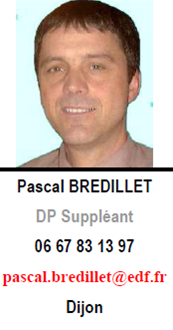 Pascal BREDILLET
DP Suppléant
06 67 83 13 97
pascal.bredillet@edf.fr
Dijon